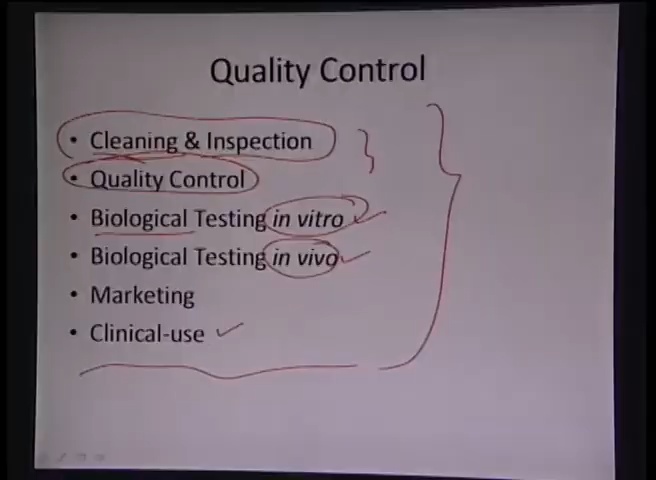 Quality Control
• Cleaning & Inspection
• Quality Control
• Biological Testing in vitro
• Biological Testing in vivo
• Marketing
• Clinical-use